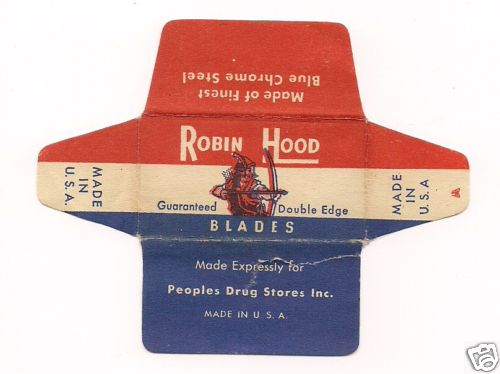 Made of Finest
Blue Chrome Steel
ROBIN HOOD
Guaranteed Double Edge
BLADES
MADE
IN
U.S.A.
MADE
IN
U.S.A
Made Expressly for
Peoples Drug Stores Inc.
MADE IN U. S. A.